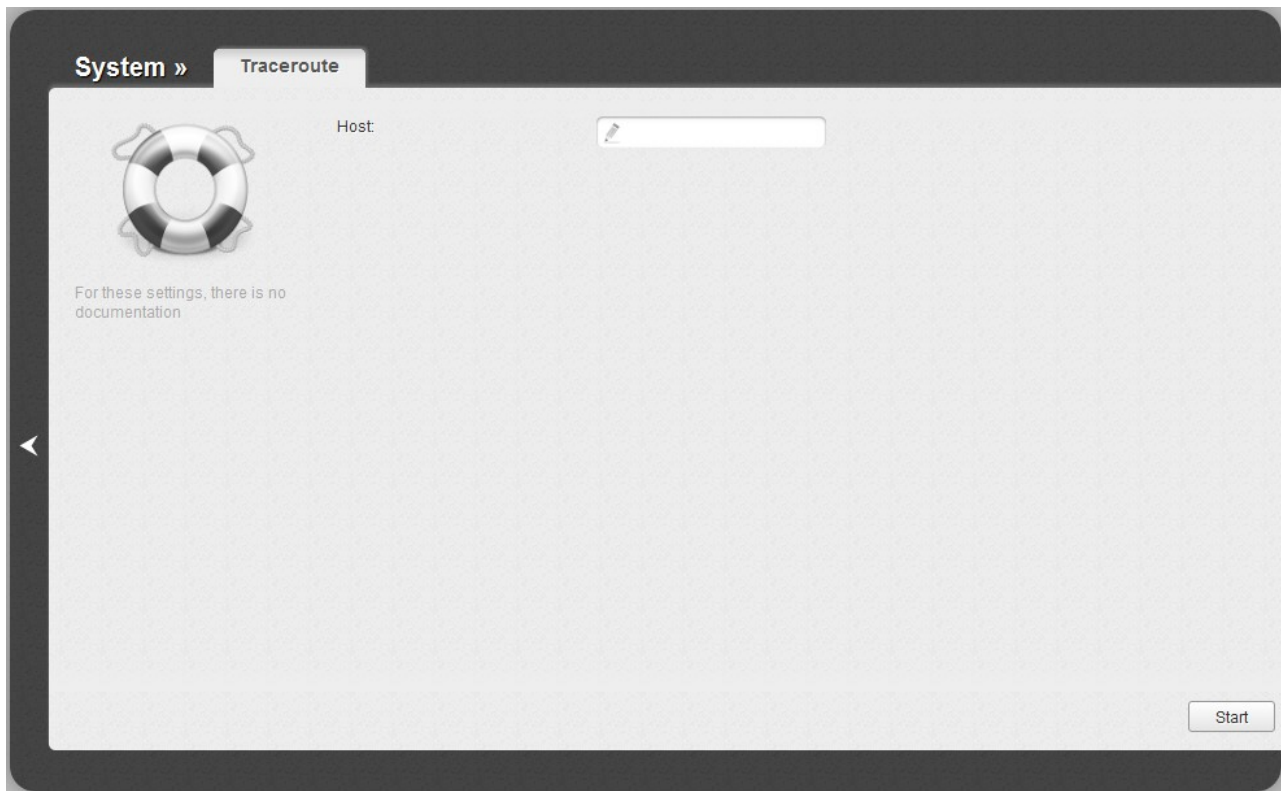 System »
Traceroute
Host:
For these settings, there is no
documentation
Start